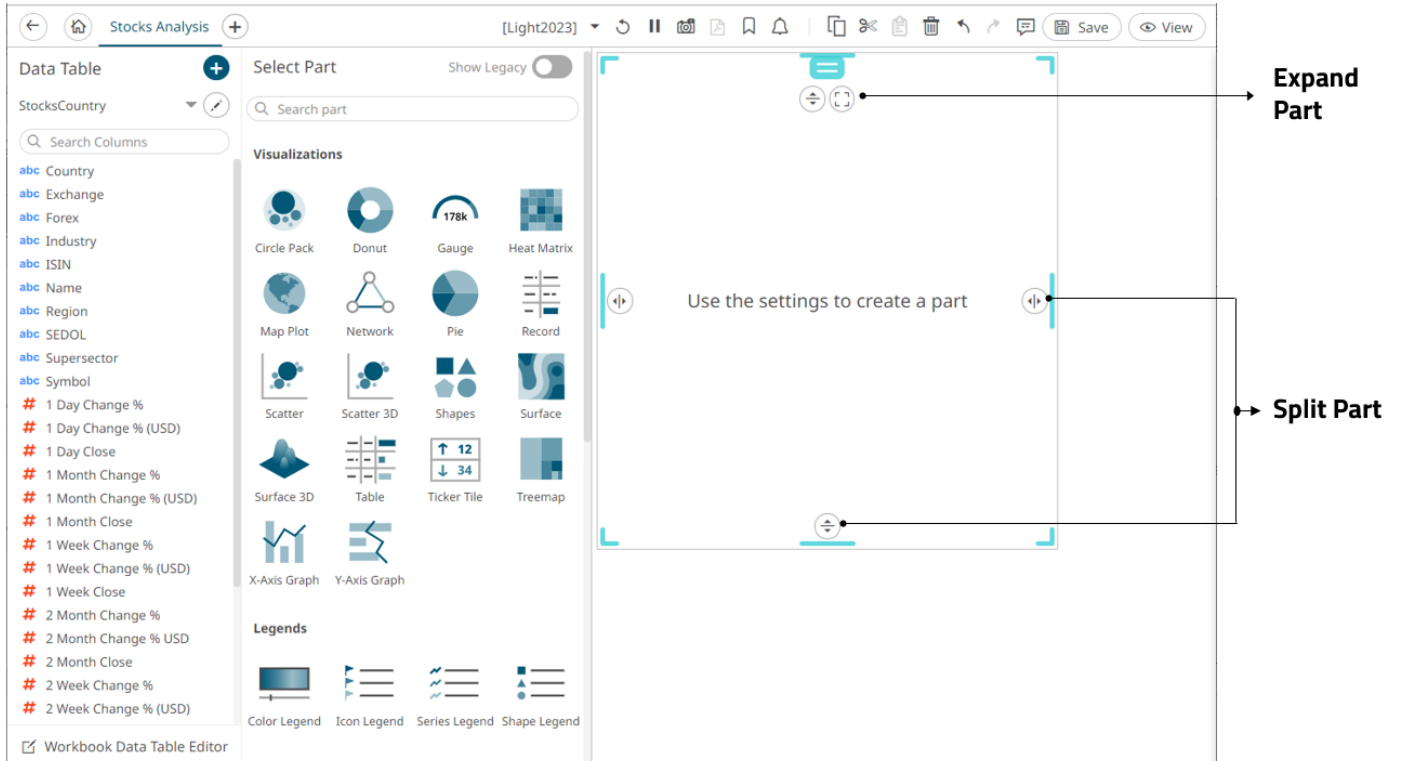 Stocks Analysis
[Light2023]
Save
View
Data Table
StocksCountry
Search Columns
abc Country
abc Exchange
abc Forex
abc Industry
abc ISIN
abc Name
abc Region
abc SEDOL
abc Supersector
abc Symbol
# 1 Day Change %
# 1 Day Change % (USD)
# 1 Day Close
# 1 Month Change %
# 1 Month Change % (USD)
# 1 Month Close
# 1 Week Change %
# 1 Week Change % (USD)
# 1 Week Close
# 2 Month Change %
# 2 Month Change % USD
# 2 Month Close
# 2 Week Change %
# 2 Week Change % (USD)
Workbook Data Table Editor
Select Part
Show Legacy
Search part
Visualizations
178k
Circle Pack Donut Gauge Heat Matrix
Map Plot Network Pie Record
Scatter Scatter 3D Shapes Surface
12
34
Surface 3D Table Ticker Tile Treemap
X-Axis Graph Y-Axis Graph
Legends
Color Legend Icon Legend Series Legend Shape Legend
Use the settings to create a part
Expand
Part
Split Part